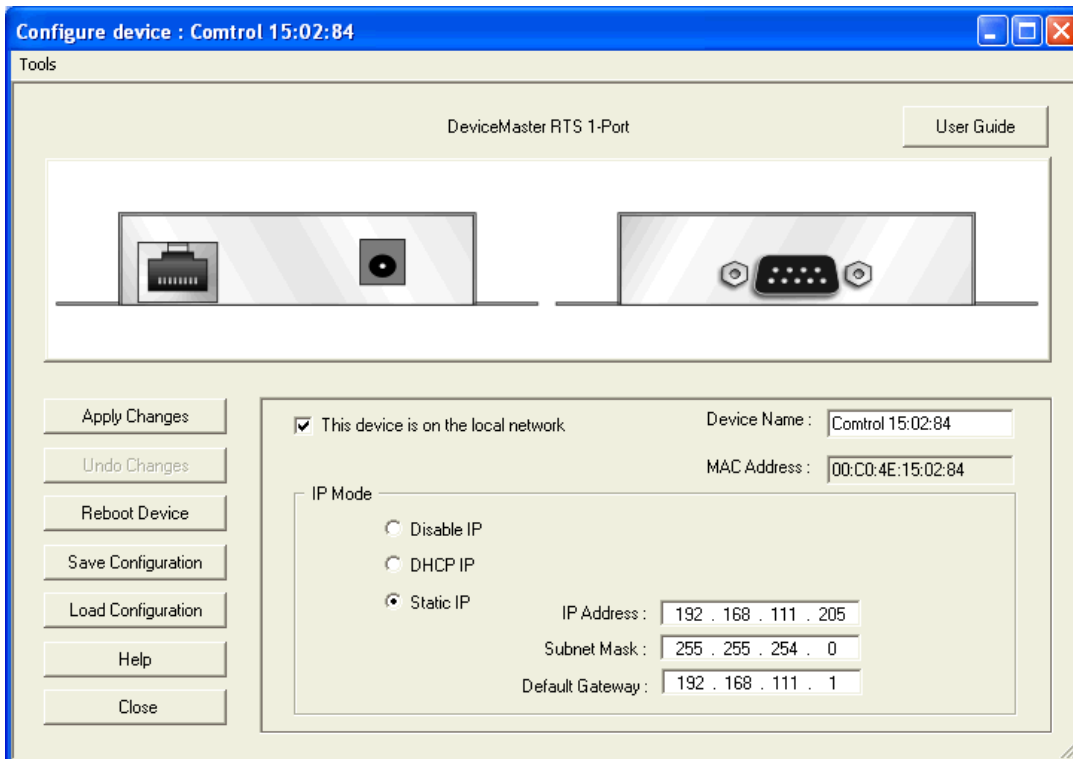 Configure device : Comtrol 15:02:84
Tools
DeviceMaster RTS 1-Port
User Guide
Apply Changes
Undo Changes
Reboot Device
Save Configuration
Load Configuration
Help
Close
This device is on the local network
Device Name : Comtrol 15:02:84
MAC Address : 00:C0:4E:15:02:84
IP Mode
Disable IP
DHCP IP
Static IP
IP Address : 192 . 168 . 111 . 205
Subnet Mask : 255 . 255 . 254 . 0
Default Gateway : 192 . 168 . 111 . 1